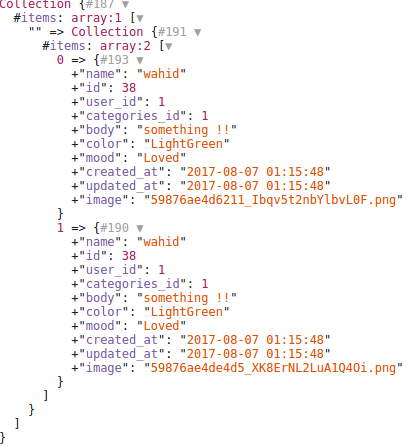 Collection {#187 ▼
#items: array:1 [▼
"" => Collection {#191 ▼
#items: array:2 [▼
0 => {#193 ▼
+"name": "wahid"
+"id": 38
+"user_id": 1
+"categories_id": 1
+"body": "something !!"
+"color": "LightGreen"
+"mood": "Loved"
+"created_at": "2017-08-07 01:15:48"
+"updated_at": "2017-08-07 01:15:48"
+"image": "59876ae4d6211_Ibqv5t2nbYlbvL0F.png"
}
1 => {#190 ▼
+"name": "wahid"
+"id": 38
+"user_id": 1
+"categories_id": 1
+"body": "something !!"
+"color": "LightGreen"
+"mood": "Loved"
+"created_at": "2017-08-07 01:15:48"
+"updated_at": "2017-08-07 01:15:48"
+"image": "59876ae4de4d5_XK8ErNL2LuA1Q4Oi.png"
}
]
}
]
}